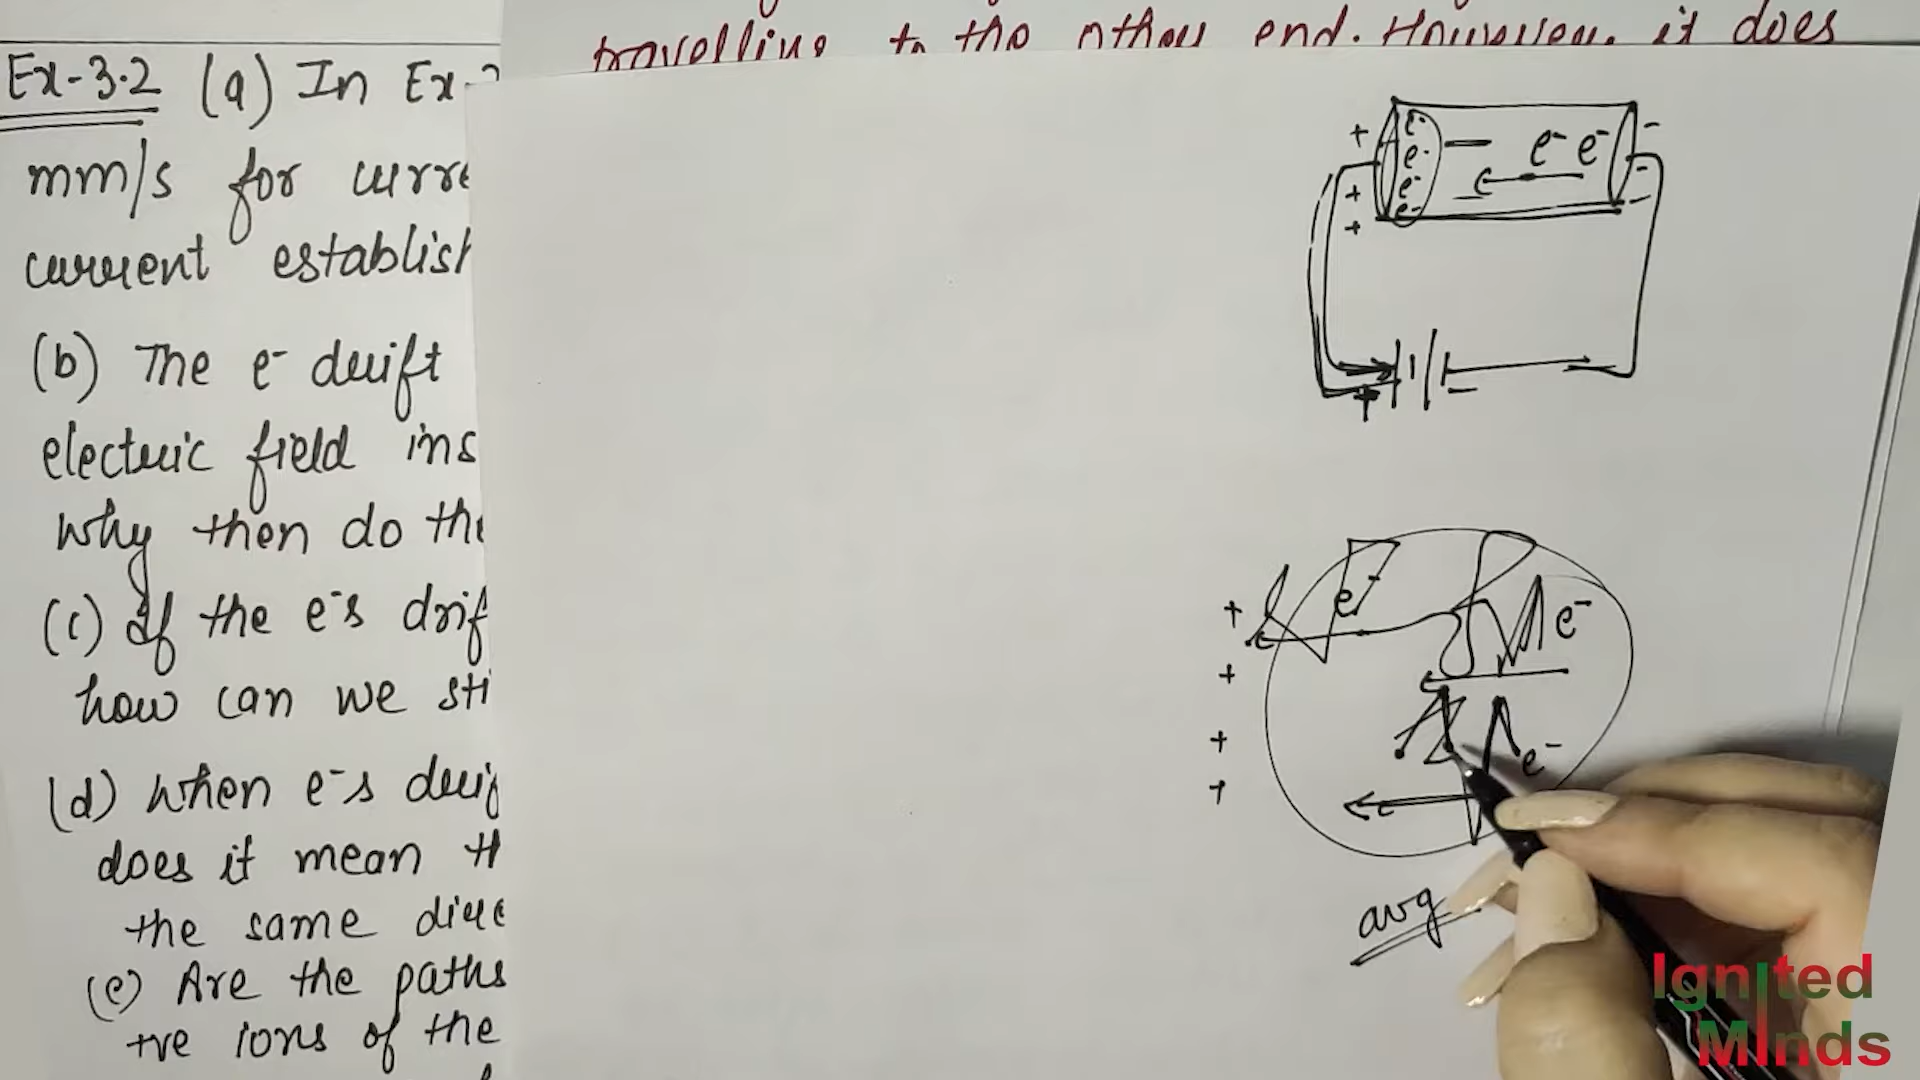 travelling to the other end. However, it does
Ex-3.2 (a) In Ex-
mm/s for curre
current establish
(b) The e- drift
electric field ins
why then do the
(c) If the e-s drif
how can we sti
(d) When e-s drif
does it mean th
the same direc
(e) Are the paths
+ve ions of the
+ e- -
+ e- e- e- -
+ e-
e-
+ -
+ e- e-
+
+ e-
+
avg
Ignited
Minds